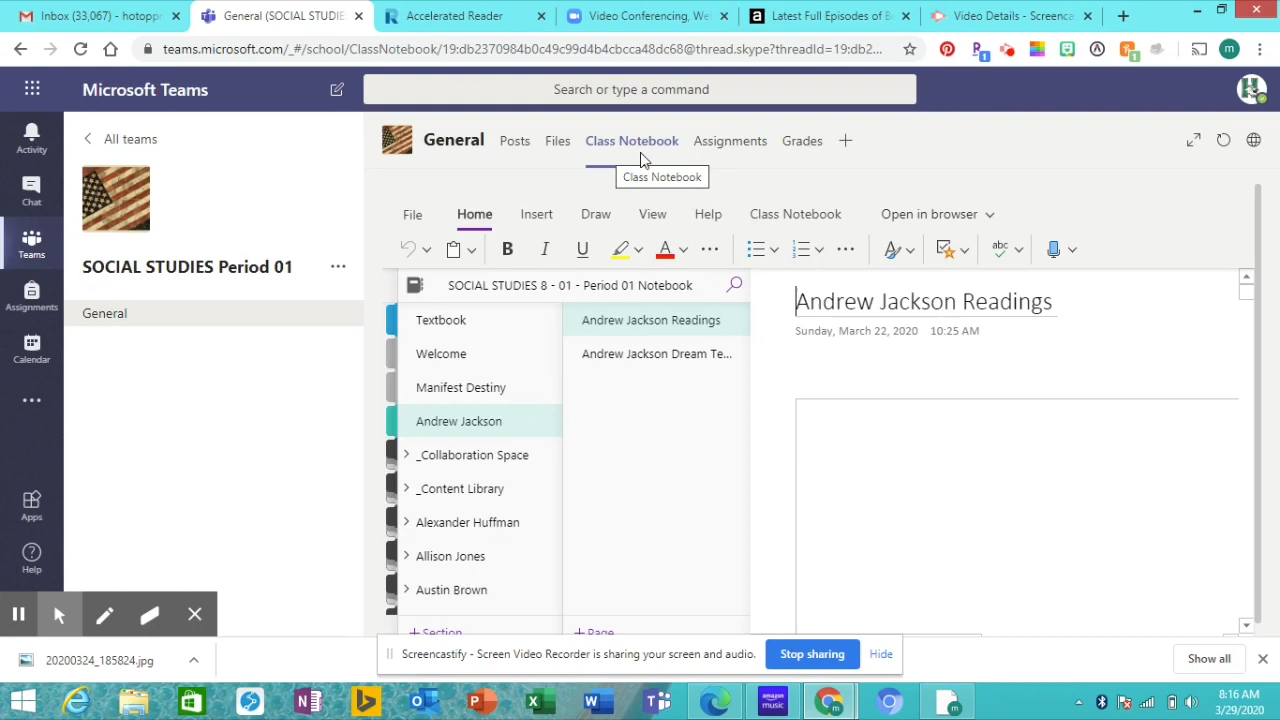 Inbox (33,067) - hotoppr
General (SOCIAL STUDIE
Accelerated Reader
Video Conferencing, We
Latest Full Episodes of B
Video Details - Screenca
teams.microsoft.com/_#/school/ClassNotebook/19:db2370984b0c49c99d4b4cbcca48dc68@thread.skype?threadId=19:db2...
Microsoft Teams
Search or type a command
Activity
Chat
Teams
Assignments
Calendar
Apps
Help
All teams
SOCIAL STUDIES Period 01
General
General
Posts
Files
Class Notebook
Assignments
Grades
Class Notebook
File
Home
Insert
Draw
View
Help
Class Notebook
Open in browser
B I U A abc
SOCIAL STUDIES 8 - 01 - Period 01 Notebook
Textbook
Welcome
Manifest Destiny
Andrew Jackson
_Collaboration Space
_Content Library
Alexander Huffman
Allison Jones
Austin Brown
+ Section
Andrew Jackson Readings
Andrew Jackson Dream Te...
+ Page
Andrew Jackson Readings
Sunday, March 22, 2020 10:25 AM
Screencastify - Screen Video Recorder is sharing your screen and audio.
Stop sharing
Hide
20200324_185824.jpg
Show all
amazon music
8:16 AM
3/29/2020